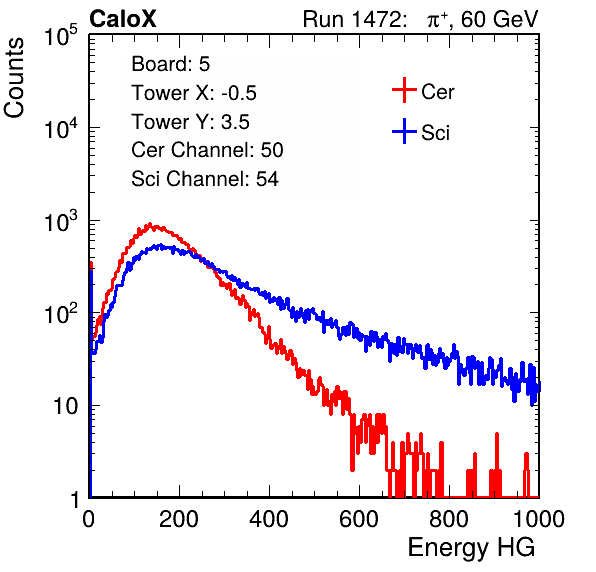 CaloX Run 1472: π⁺, 60 GeV
Counts
Board: 5
Tower X: -0.5
Tower Y: 3.5
Cer Channel: 50
Sci Channel: 54
Cer
Sci
10⁵
10⁴
10³
10²
10
1
0 200 400 600 800 1000
Energy HG